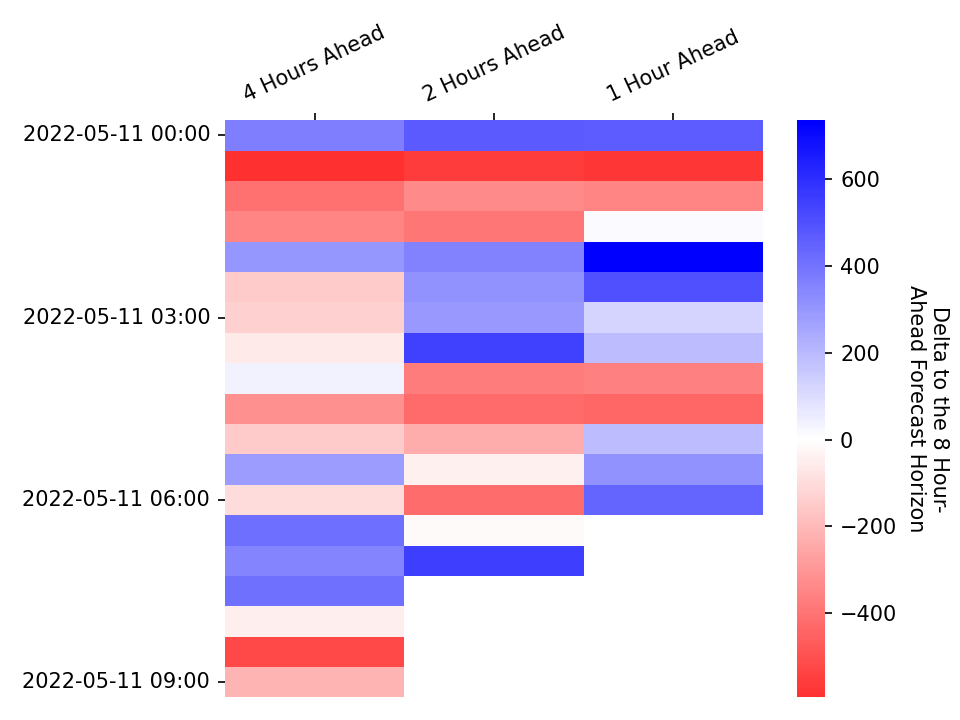 4 Hours Ahead
2 Hours Ahead
1 Hour Ahead
2022-05-11 00:00
2022-05-11 03:00
2022-05-11 06:00
2022-05-11 09:00
600
400
200
0
−200
−400
Delta to the 8 Hour-
Ahead Forecast Horizon